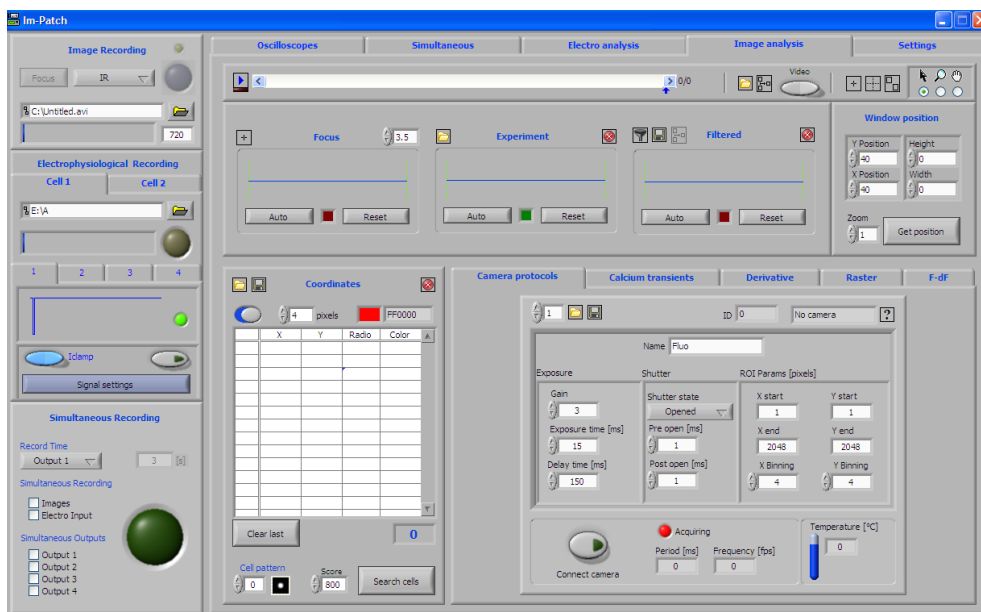 Im-Patch
Image Recording
Focus
IR
C:\Untitled.avi
720
Electrophysiological Recording
Cell 1
Cell 2
E:\A
1
2
3
4
Iclamp
Signal settings
Simultaneous Recording
Record Time
Output 1
3
[s]
Simultaneous Recording
Images
Electro Input
Simultaneous Outputs
Output 1
Output 2
Output 3
Output 4
Oscilloscopes
Simultaneous
Electro analysis
Image analysis
Settings
0/0
Video
Focus
3.5
Auto
Reset
Experiment
Auto
Reset
Filtered
Auto
Reset
Window position
Y Position
Height
40
0
X Position
Width
40
0
Zoom
1
Get position
Coordinates
4
pixels
FF0000
X
Y
Radio
Color
Clear last
0
Cell pattern
0
Score
800
Search cells
Camera protocols
Calcium transients
Derivative
Raster
F-dF
1
ID
0
No camera
?
Name
Fluo
Exposure
Gain
3
Exposure time [ms]
15
Delay time [ms]
150
Shutter
Shutter state
Opened
Pre open [ms]
1
Post open [ms]
1
ROI Params [pixels]
X start
Y start
1
1
X end
Y end
2048
2048
X Binning
Y Binning
4
4
Connect camera
Acquiring
Period [ms]
Frequency [fps]
0
0
Temperature [°C]
0